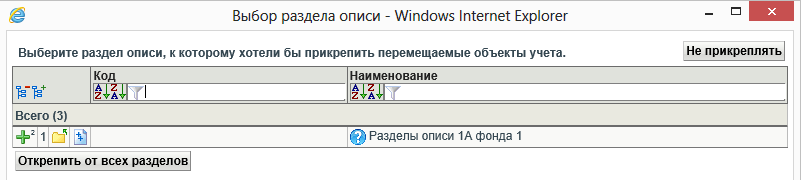 Выбор раздела описи - Windows Internet Explorer
Выберите раздел описи, к которому хотели бы прикрепить перемещаемые объекты учета.
Не прикреплять
Код Наименование
Всего (3)
2 1 Разделы описи 1А фонда 1
Открепить от всех разделов